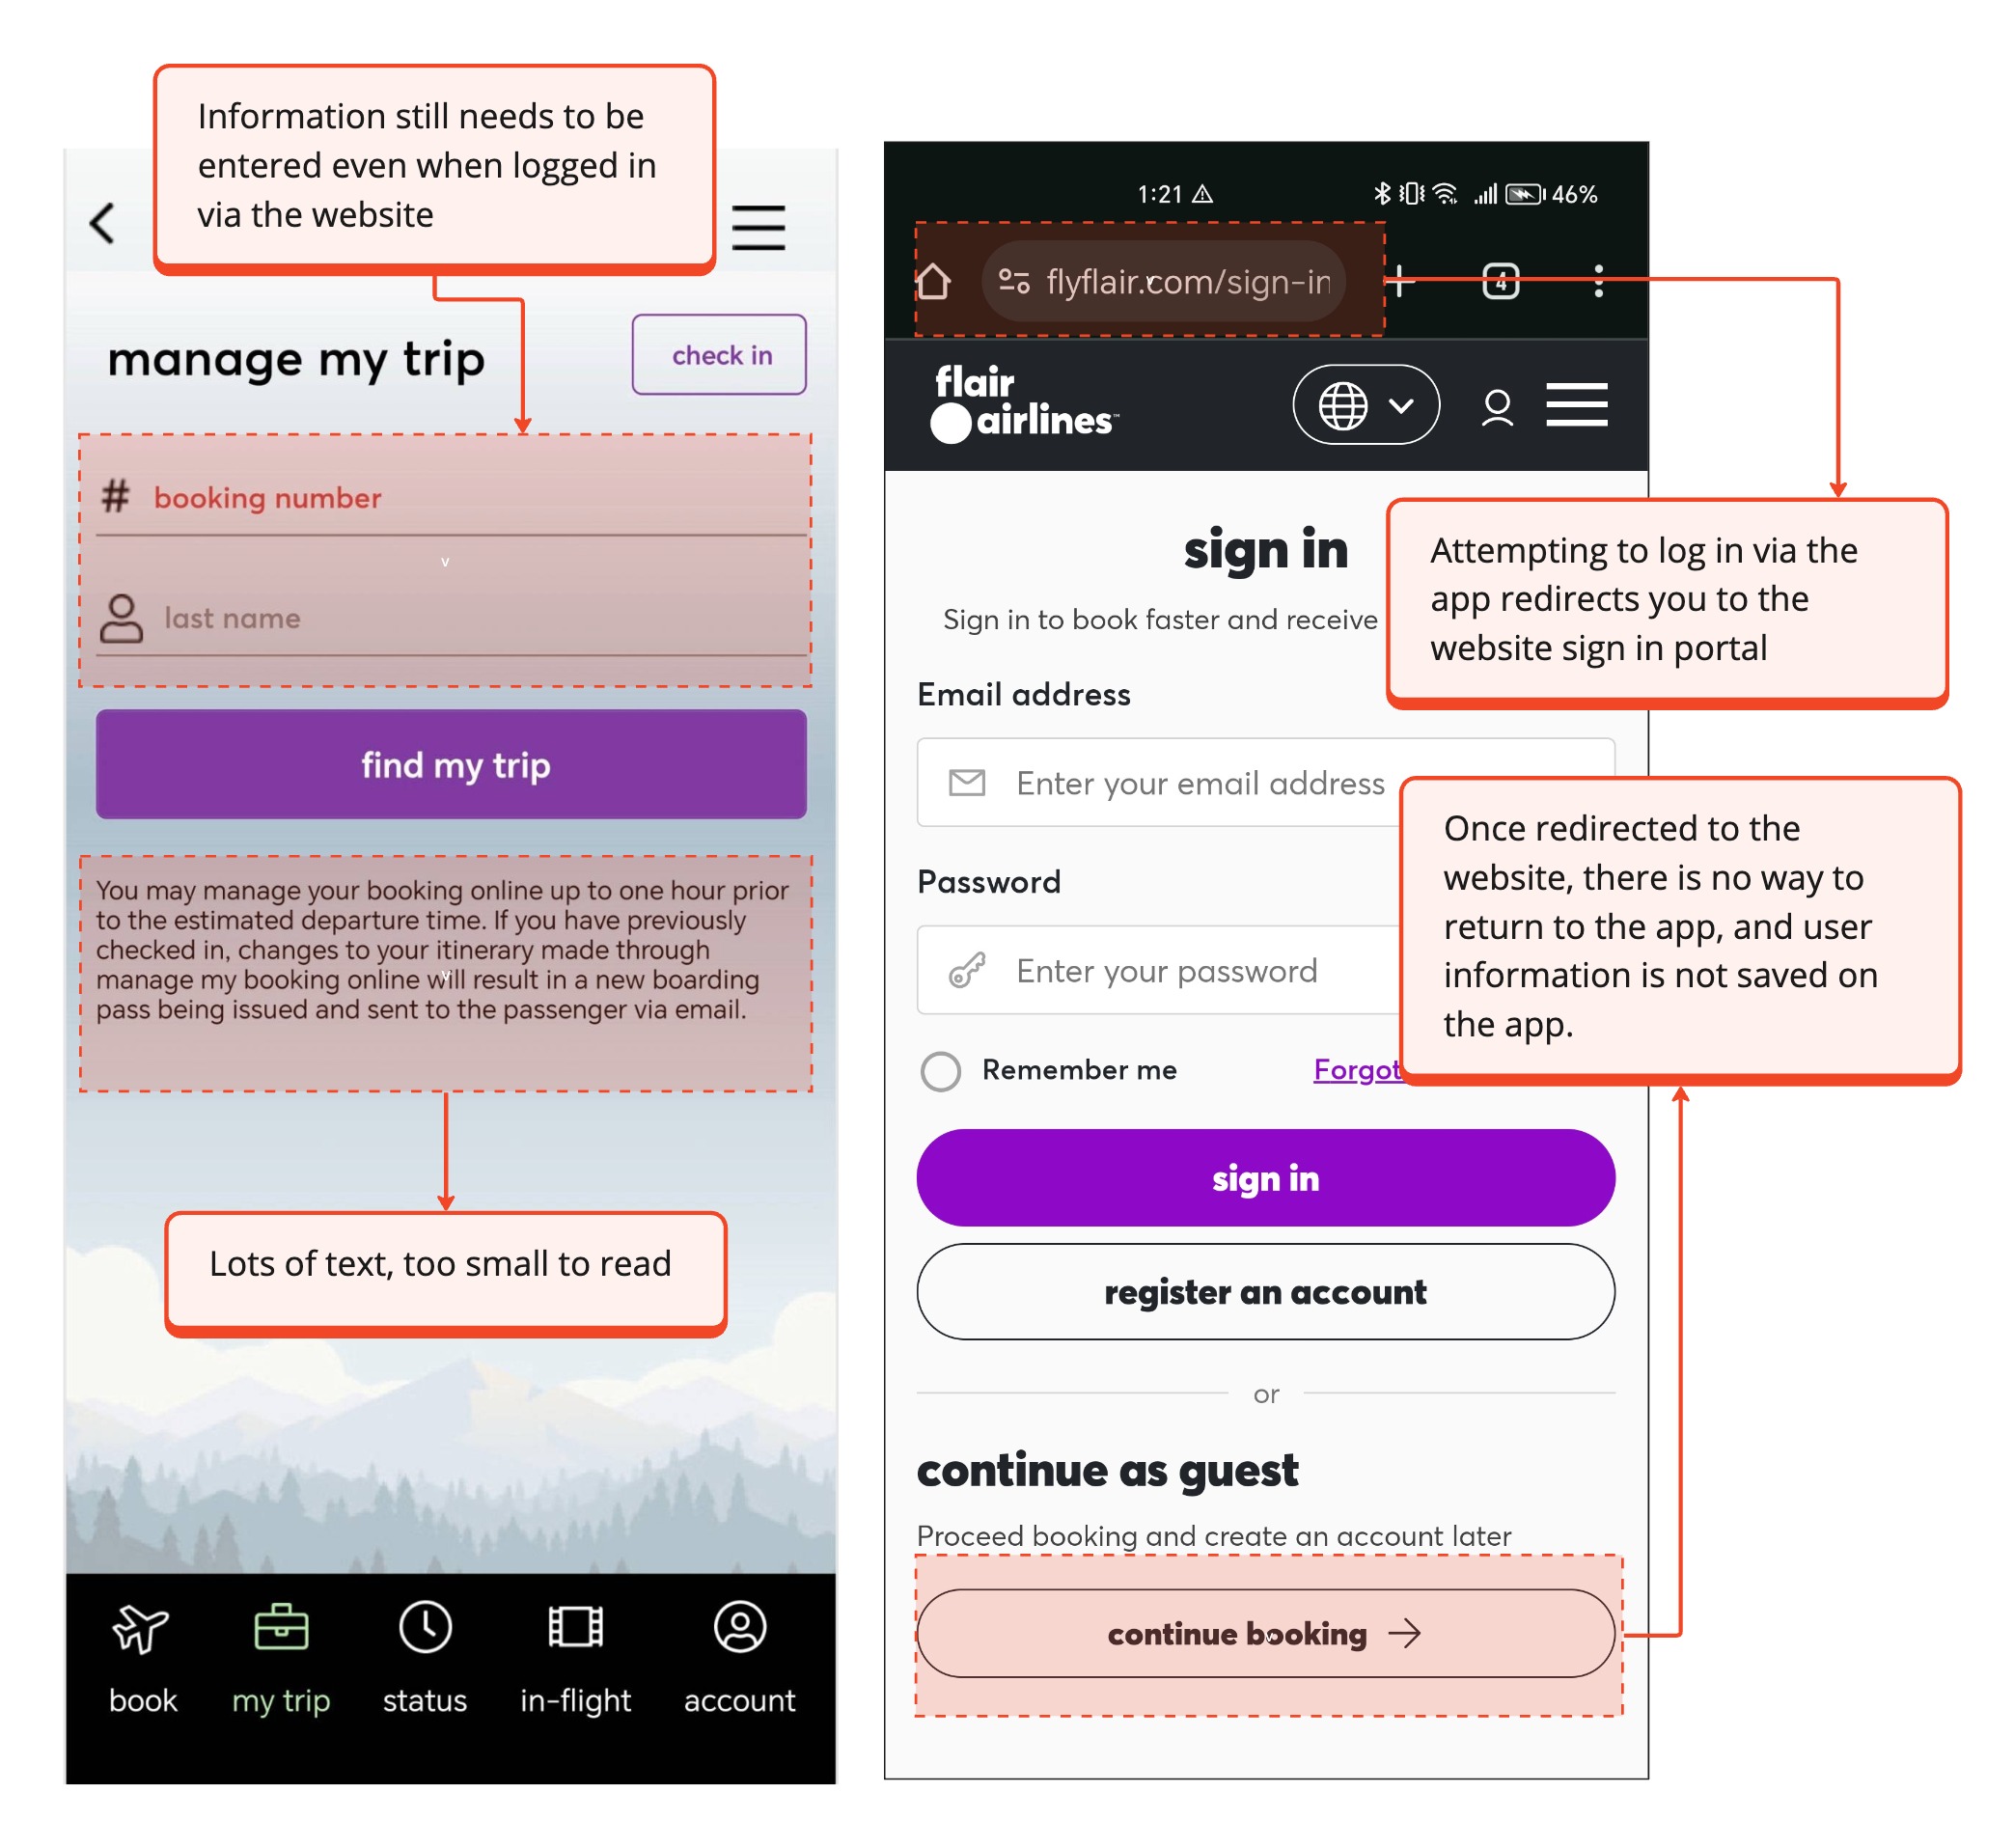 Information still needs to be
entered even when logged in
via the website
manage my trip
check in
# booking number
v
last name
find my trip
You may manage your booking online up to one hour prior
to the estimated departure time. If you have previously
checked in, changes to your itinerary made through
manage my booking online will result in a new boarding
pass being issued and sent to the passenger via email.
Lots of text, too small to read
book
my trip
status
in-flight
account
1:21
46%
flyflair.com/sign-in
4
flair
airlines™
sign in
Sign in to book faster and receive
Attempting to log in via the
app redirects you to the
website sign in portal
Email address
Enter your email address
Password
Enter your password
Once redirected to the
website, there is no way to
return to the app, and user
information is not saved on
the app.
Remember me
Forgot
sign in
register an account
or
continue as guest
Proceed booking and create an account later
continue booking